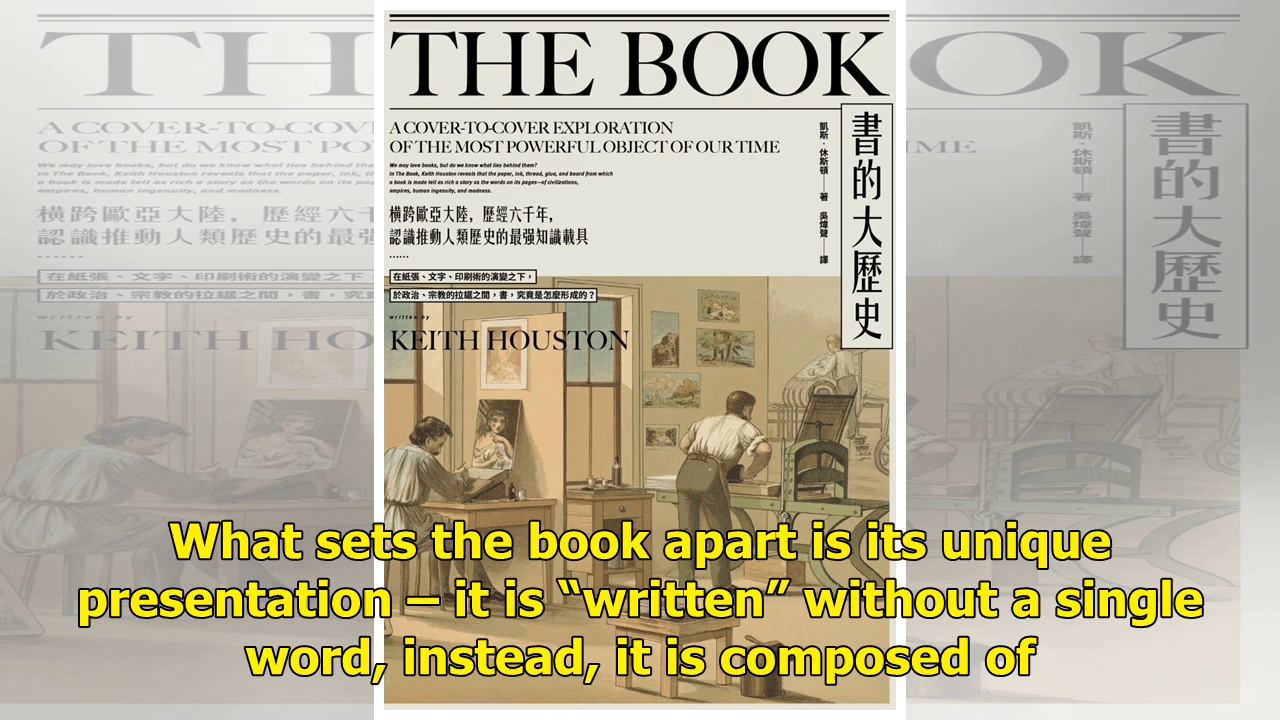 THE BOOK
A COVER-TO-COVER EXPLORATION
OF THE MOST POWERFUL OBJECT OF OUR TIME
We may love books, but do we know what lies behind them?
In The Book, Keith Houston reveals that the paper, ink, thread, glue, and board from which
a book is made tell as rich a story as the words on its pages—of civilizations,
empires, human ingenuity, and madness.
橫跨歐亞大陸，歷經六千年，
認識推動人類歷史的最強知識載具
……
在紙張、文字、印刷術的演變之下，
於政治、宗教的拉鋸之間，書，究竟是怎麼形成的？
written by
KEITH HOUSTON
書的大歷史
凱斯·休斯頓──著 吳煒聲──譯
What sets the book apart is its unique
presentation – it is “written” without a single
word, instead, it is composed of